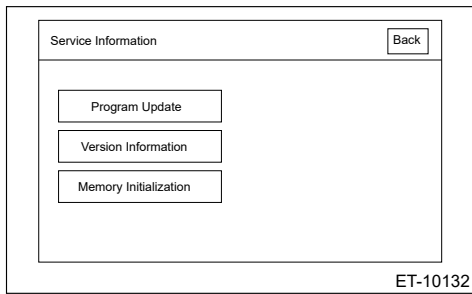 Service Information
Back
Program Update
Version Information
Memory Initialization
ET-10132